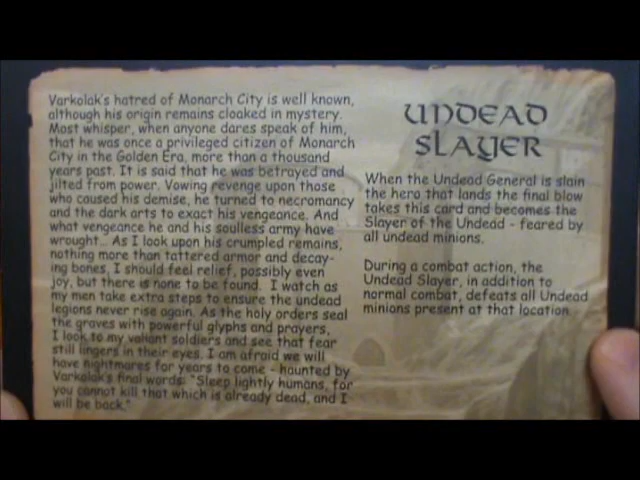 Varkolak's hatred of Monarch City is well known,
although his origin remains cloaked in mystery.
Most whisper, when anyone dares speak of him,
that he was once a privileged citizen of Monarch
City in the Golden Era, more than a thousand
years past. It is said that he was betrayed and
jilted from power. Vowing revenge upon those
who caused his demise, he turned to necromancy
and the dark arts to exact his vengeance. And
what vengeance he and his soulless army have
wrought... As I look upon his crumpled remains,
nothing more than tattered armor and decay-
ing bones, I should feel relief, possibly even
joy, but there is none to be found. I watch as
my men take extra steps to ensure the undead
legions never rise again. As the holy orders seal
the graves with powerful glyphs and prayers,
I look to my valiant soldiers and see that fear
still lingers in their eyes. I am afraid we will
have nightmares for years to come - haunted by
Varkolak's final words: "Sleep lightly humans, for
you cannot kill that which is already dead, and I
will be back."
UNDEAD
SLAYER
When the Undead General is slain
the hero that lands the final blow
takes this card and becomes the
Slayer of the Undead - feared by
all undead minions.
During a combat action, the
Undead Slayer, in addition to
normal combat, defeats all Undead
minions present at that location